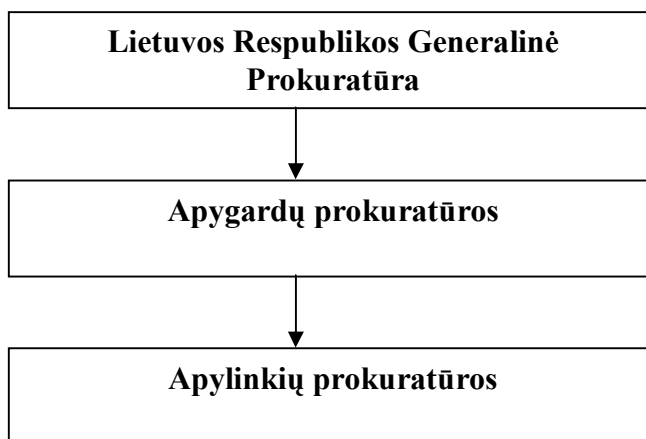 Lietuvos Respublikos Generalinė
Prokuratūra
Apygardų prokuratūros
Apylinkių prokuratūros